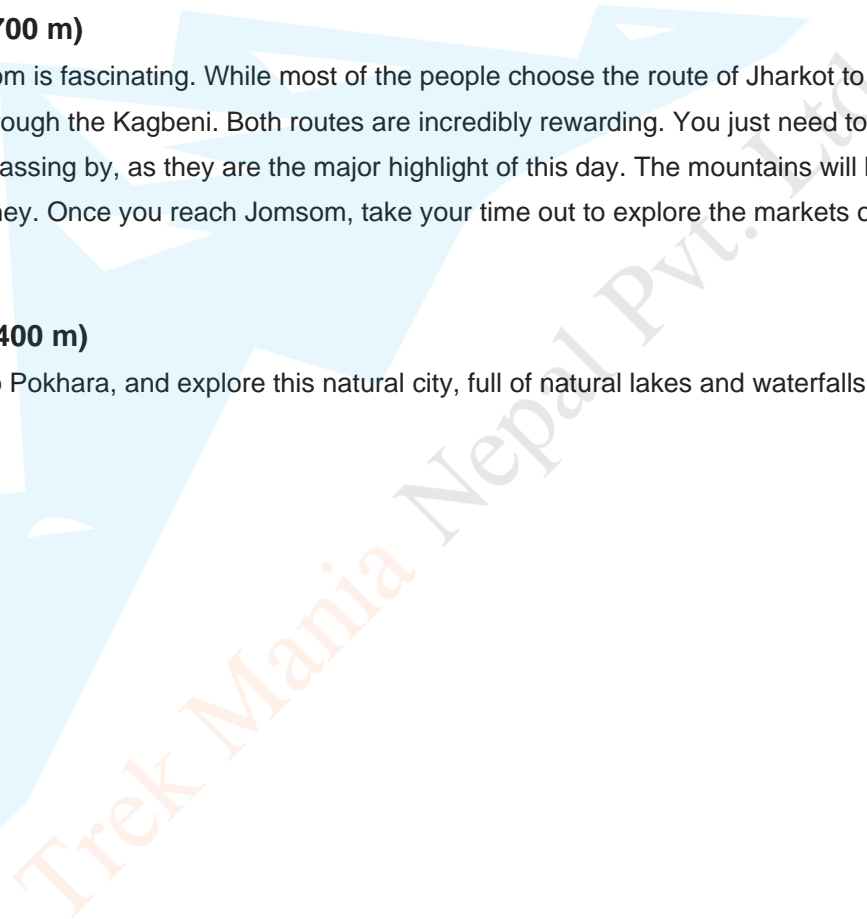 700 m)
om is fascinating. While most of the people choose the route of Jharkot to
rough the Kagbeni. Both routes are incredibly rewarding. You just need to
assing by, as they are the major highlight of this day. The mountains will
ney. Once you reach Jomsom, take your time out to explore the markets
400 m)
Pokhara, and explore this natural city, full of natural lakes and waterfalls
Trek Mania Nepal Pvt. Ltd